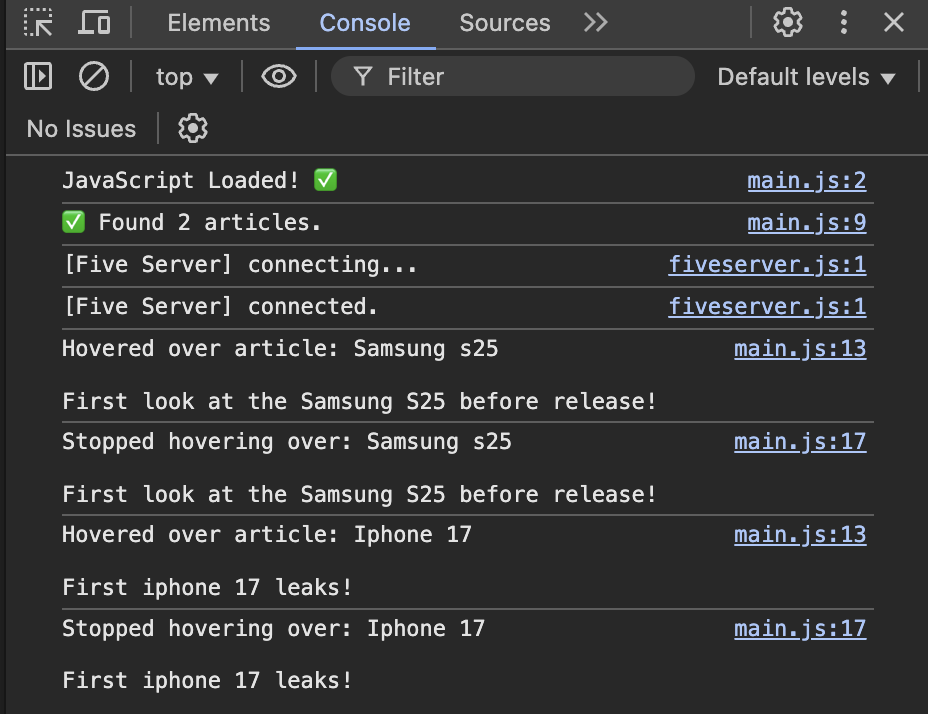 Elements Console Sources
top Filter Default levels
No Issues
JavaScript Loaded! ✅ main.js:2
✅ Found 2 articles. main.js:9
[Five Server] connecting... fiveserver.js:1
[Five Server] connected. fiveserver.js:1
Hovered over article: Samsung s25 main.js:13
First look at the Samsung S25 before release!
Stopped hovering over: Samsung s25 main.js:17
First look at the Samsung S25 before release!
Hovered over article: Iphone 17 main.js:13
First iphone 17 leaks!
Stopped hovering over: Iphone 17 main.js:17
First iphone 17 leaks!